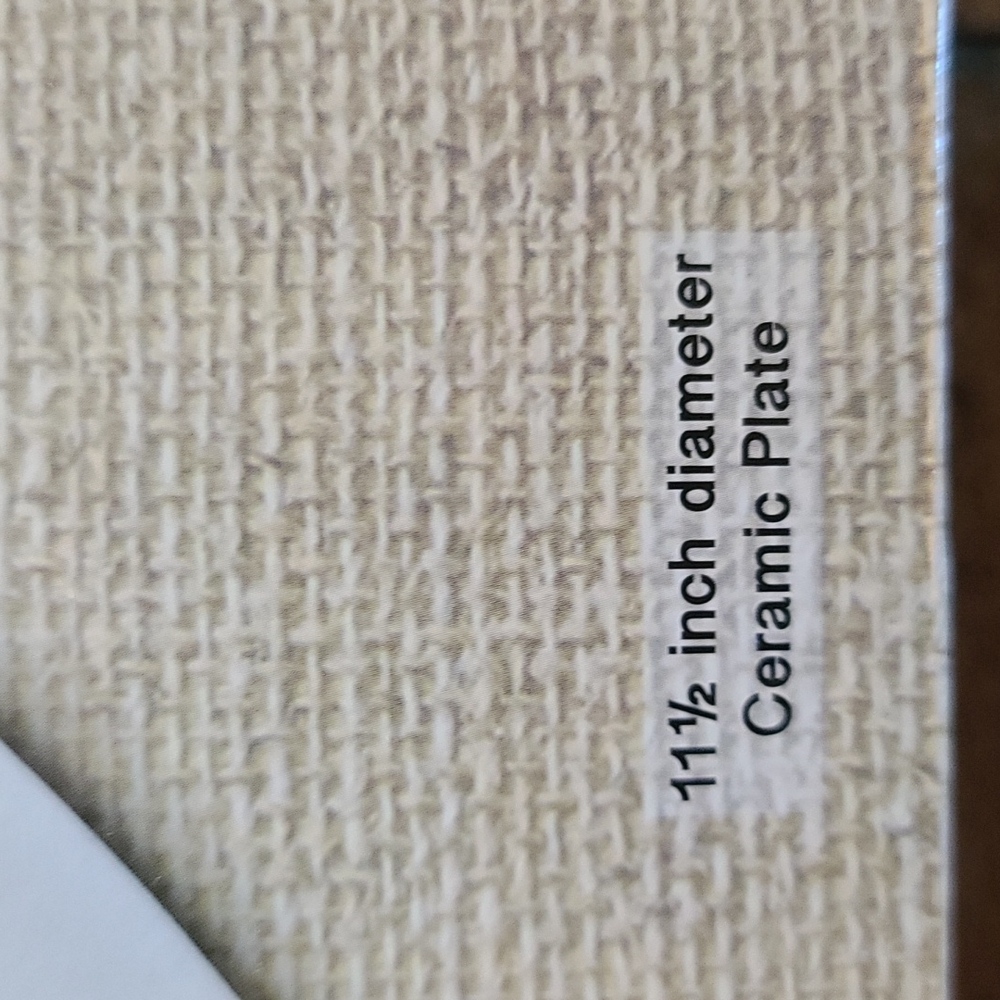 11½ inch diameter
Ceramic Plate